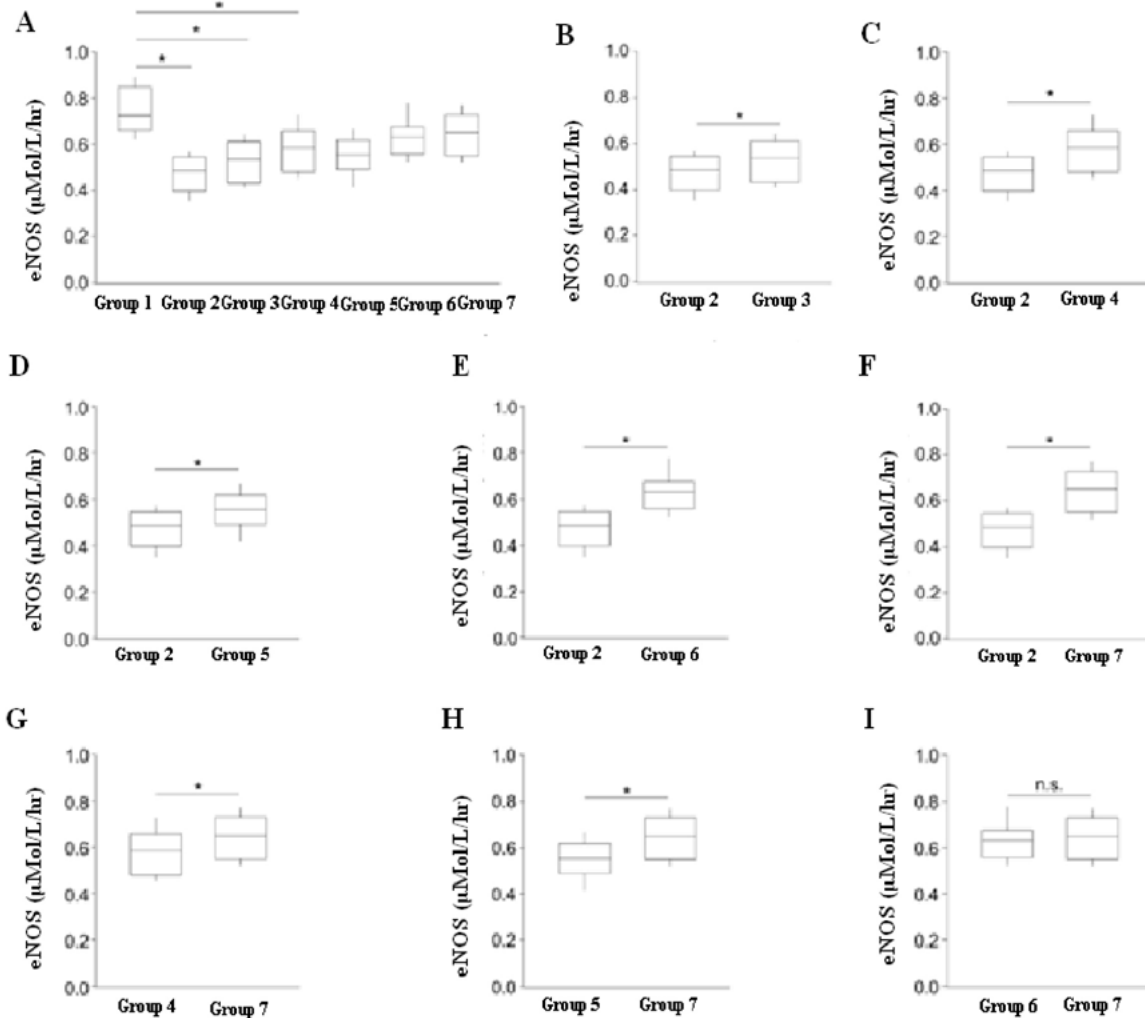 A
*
*
*
eNOS (µMol/L/hr)
1.0
0.8
0.6
0.4
0.2
0.0
Group 1 Group 2 Group 3 Group 4 Group 5 Group 6 Group 7
B
*
eNOS (µMol/L/hr)
1.0
0.8
0.6
0.4
0.2
0.0
Group 2 Group 3
C
*
eNOS (µMol/L/hr)
1.0
0.8
0.6
0.4
0.2
0.0
Group 2 Group 4
D
*
eNOS (µMol/L/hr)
1.0
0.8
0.6
0.4
0.2
0.0
Group 2 Group 5
E
*
eNOS (µMol/L/hr)
1.0
0.8
0.6
0.4
0.2
0.0
Group 2 Group 6
F
*
eNOS (µMol/L/hr)
1.0
0.8
0.6
0.4
0.2
0.0
Group 2 Group 7
G
*
eNOS (µMol/L/hr)
1.0
0.8
0.6
0.4
0.2
0.0
Group 4 Group 7
H
*
eNOS (µMol/L/hr)
1.0
0.8
0.6
0.4
0.2
0.0
Group 5 Group 7
I
n.s.
eNOS (µMol/L/hr)
1.0
0.8
0.6
0.4
0.2
0.0
Group 6 Group 7